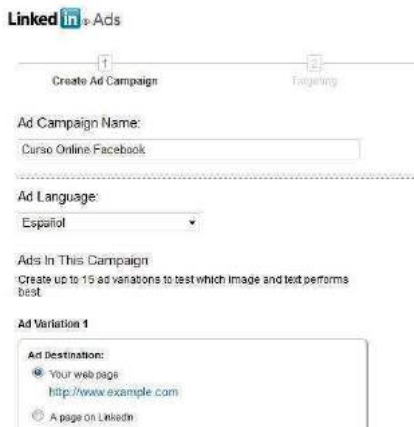 Linked in Ads
1
2
Create Ad Campaign
Targeting
Ad Campaign Name:
Curso Online Facebook
Ad Language:
Español
Ads In This Campaign
Create up to 15 ad variations to test which image and text performs
best.
Ad Variation 1
Ad Destination:
Your web page
http://www.example.com
A page on LinkedIn